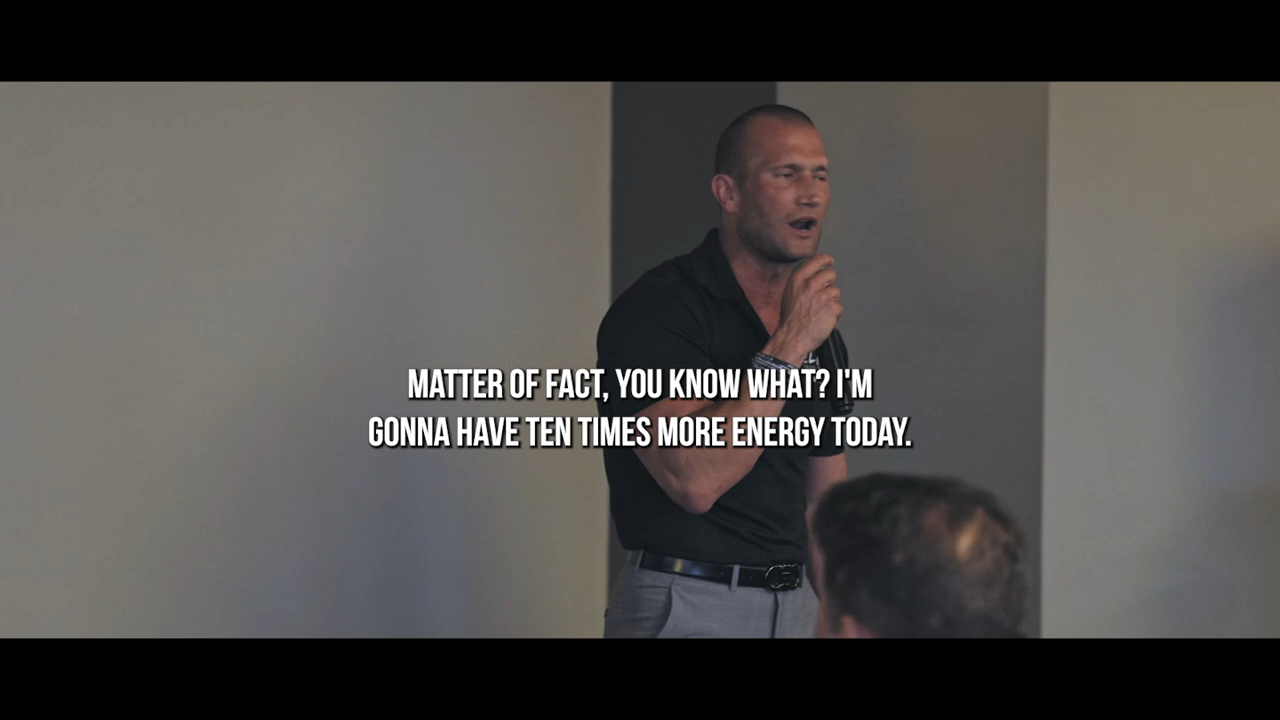 MATTER OF FACT, YOU KNOW WHAT? I'M
GONNA HAVE TEN TIMES MORE ENERGY TODAY.